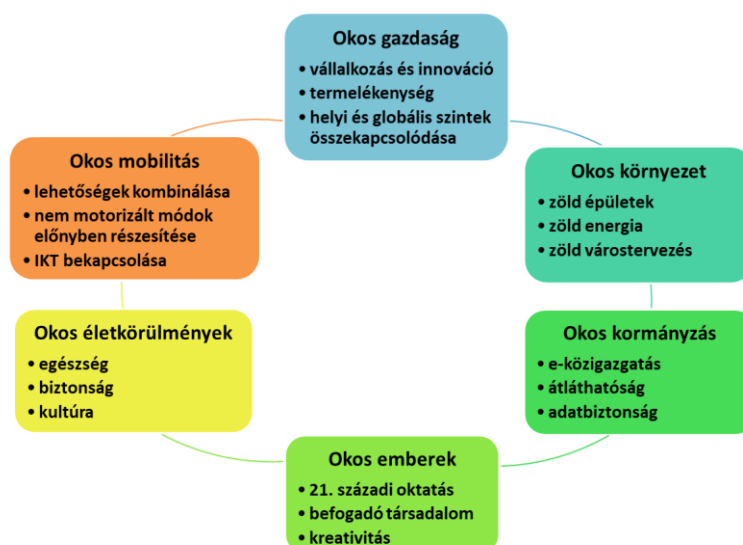 Okos gazdaság
• vállalkozás és innováció
• termelékenység
• helyi és globális szintek
összekapcsolódása
Okos környezet
• zöld épületek
• zöld energia
• zöld várostervezés
Okos kormányzás
• e-közigazgatás
• átláthatóság
• adatbiztonság
Okos emberek
• 21. századi oktatás
• befogadó társadalom
• kreativitás
Okos életkörülmények
• egészség
• biztonság
• kultúra
Okos mobilitás
• lehetőségek kombinálása
• nem motorizált módok
előnyben részesítése
• IKT bekapcsolása